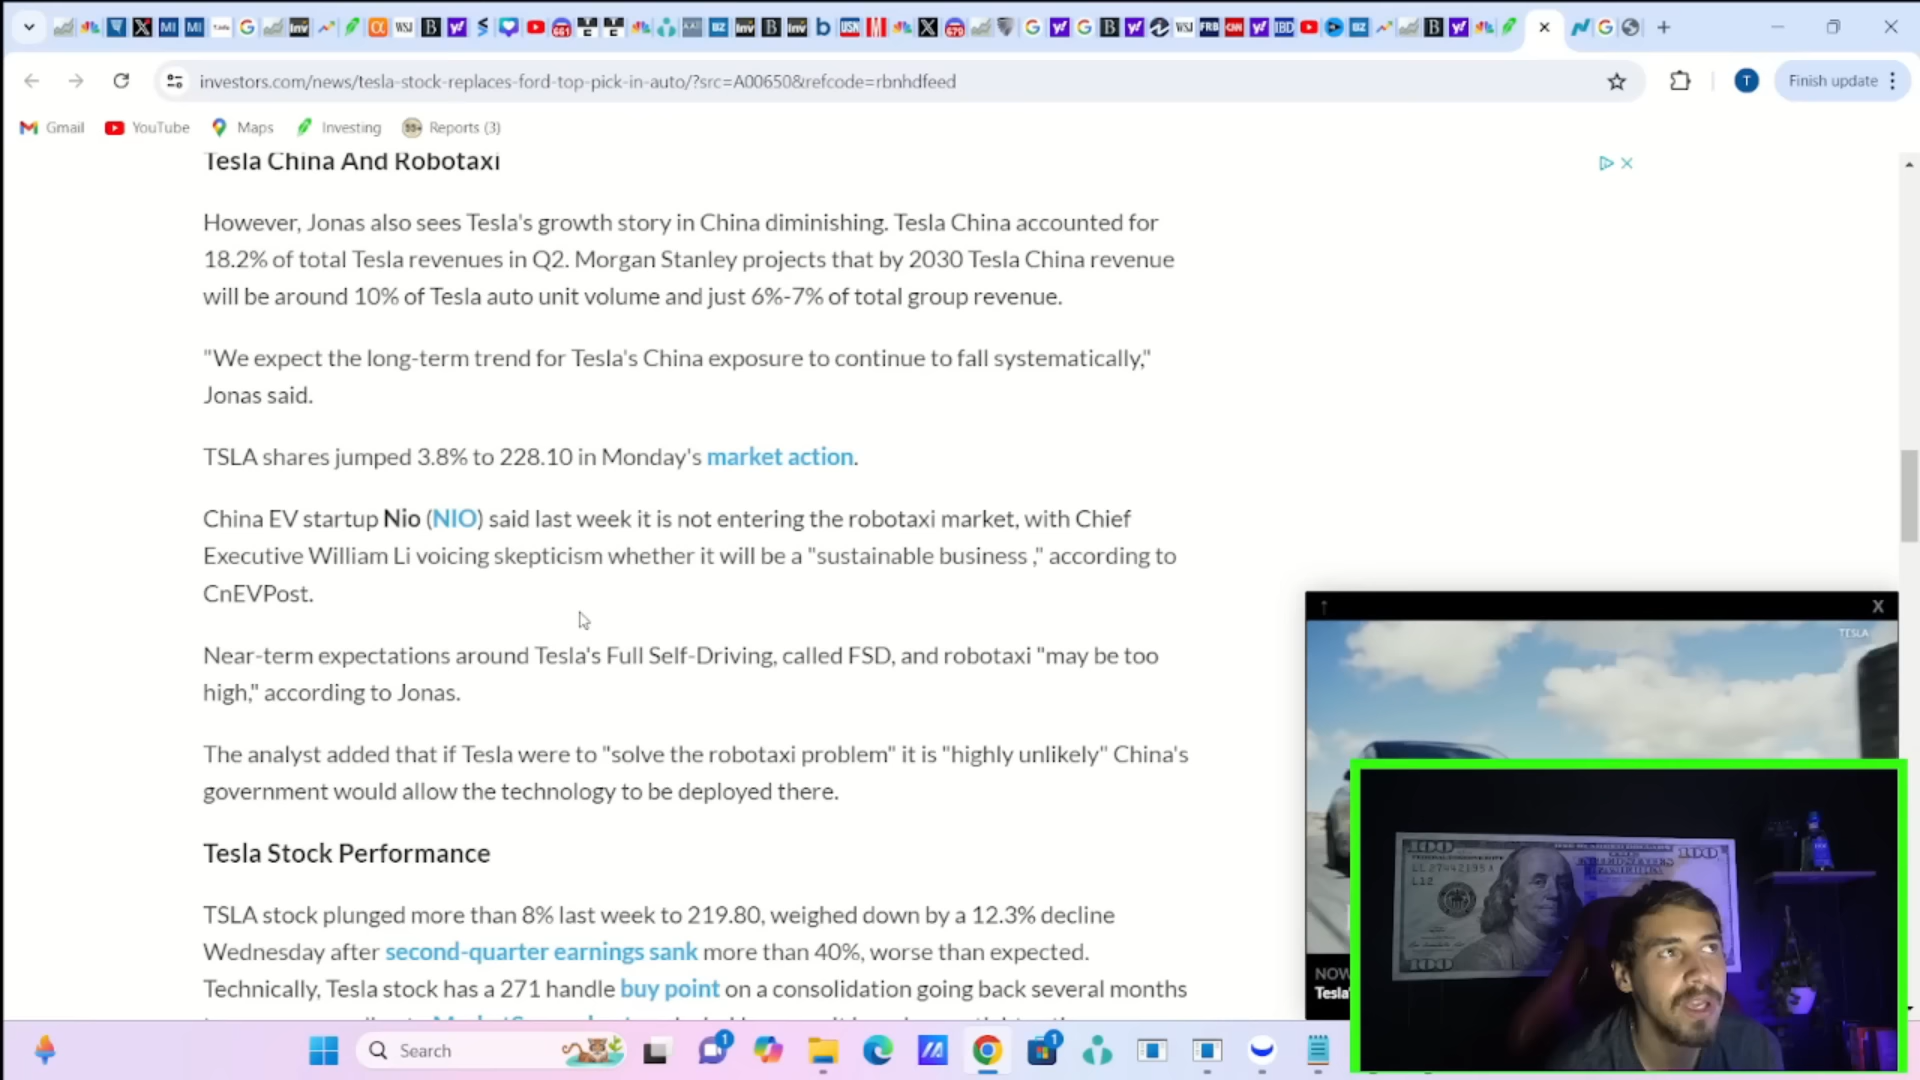 investors.com/news/tesla-stock-replaces-ford-top-pick-in-auto/?src=A00650&refcode=rbnhdfeed
T
Finish update
Gmail YouTube Maps Investing Reports (3)
Tesla China And Robotaxi
However, Jonas also sees Tesla's growth story in China diminishing. Tesla China accounted for
18.2% of total Tesla revenues in Q2. Morgan Stanley projects that by 2030 Tesla China revenue
will be around 10% of Tesla auto unit volume and just 6%-7% of total group revenue.
"We expect the long-term trend for Tesla's China exposure to continue to fall systematically,"
Jonas said.
TSLA shares jumped 3.8% to 228.10 in Monday's market action.
China EV startup Nio (NIO) said last week it is not entering the robotaxi market, with Chief
Executive William Li voicing skepticism whether it will be a "sustainable business ," according to
CnEVPost.
Near-term expectations around Tesla's Full Self-Driving, called FSD, and robotaxi "may be too
high," according to Jonas.
The analyst added that if Tesla were to "solve the robotaxi problem" it is "highly unlikely" China's
government would allow the technology to be deployed there.
Tesla Stock Performance
TSLA stock plunged more than 8% last week to 219.80, weighed down by a 12.3% decline
Wednesday after second-quarter earnings sank more than 40%, worse than expected.
Technically, Tesla stock has a 271 handle buy point on a consolidation going back several months
X
TESLA
NOW
Tesla'
100 100
LL 27442195 A
L12
100
Search
1
1